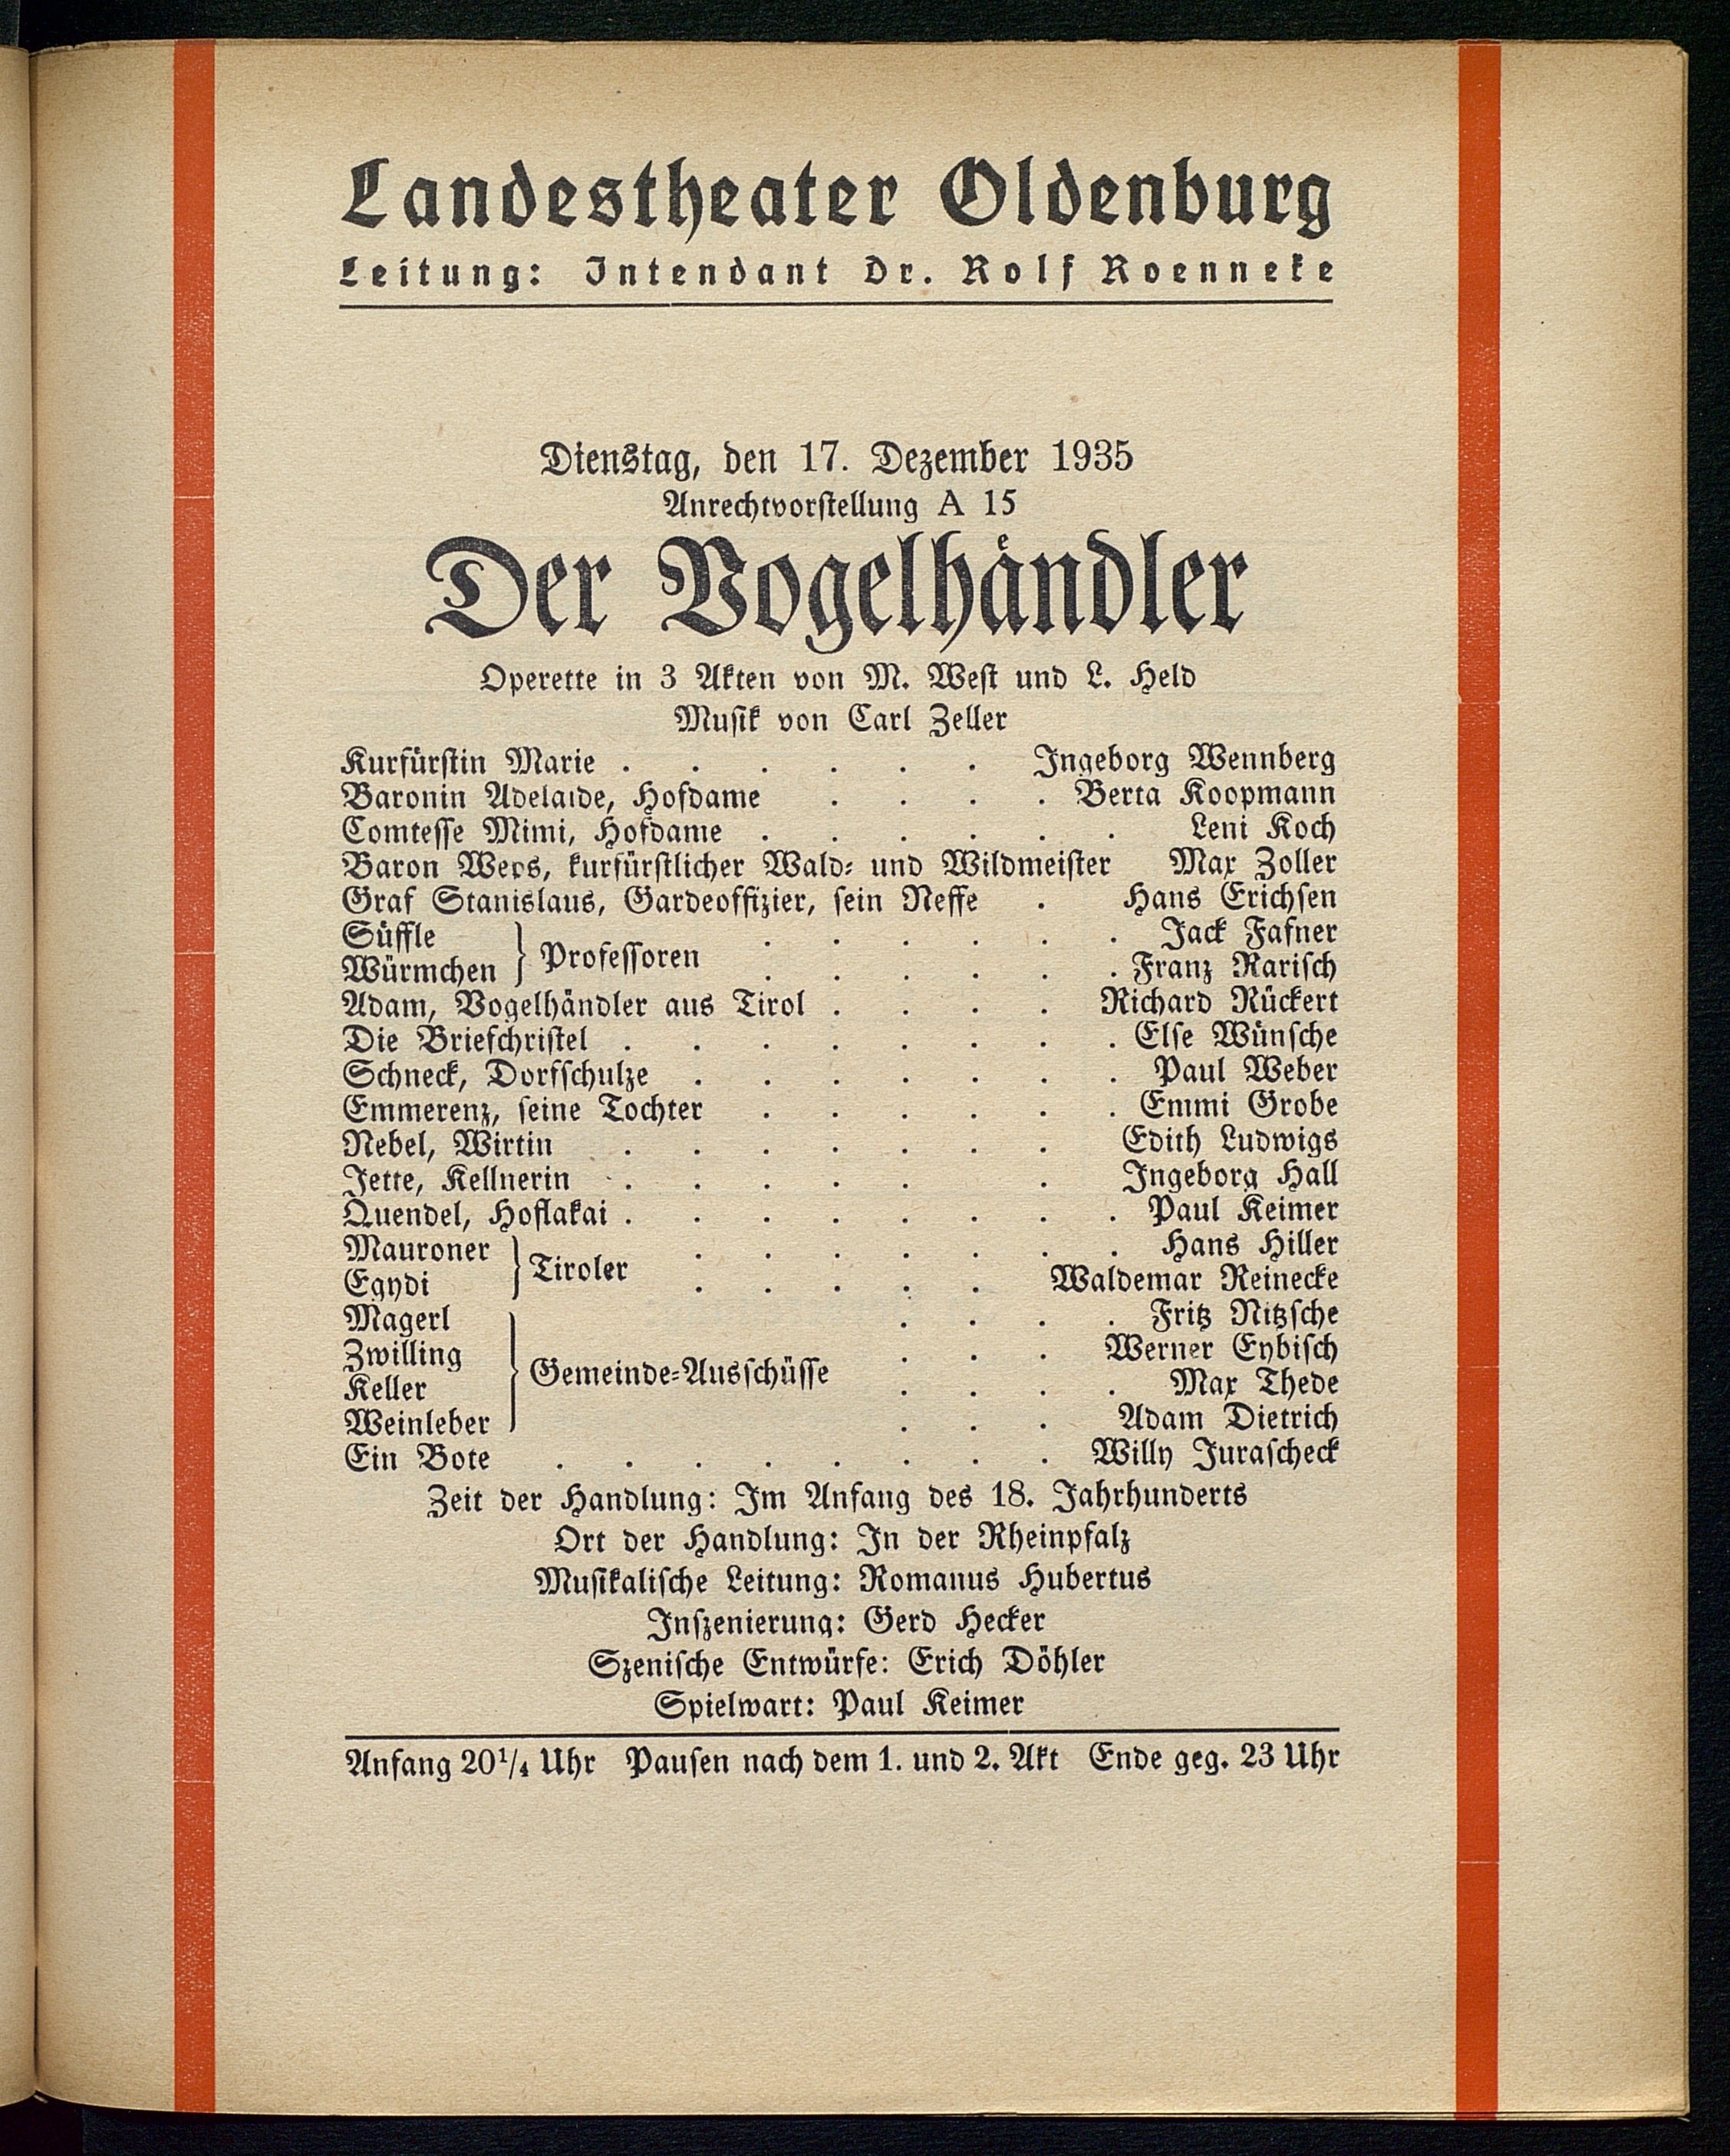 Landestheater Oldenburg
Leitung: Intendant Dr. Rolf Roenneke
Dienstag, den 17. Dezember 1935
Anrechtvorstellung A 15
Der Vogelhändler
Operette in 3 Akten von M. West und L. Held
Musik von Carl Zeller
Kurfürstin Marie . . . . . . Ingeborg Wennberg
Baronin Adelaide, Hofdame . . . . Berta Koopmann
Comtesse Mimi, Hofdame . . . . . . Leni Koch
Baron Weps, kurfürstlicher Wald- und Wildmeister Max Zoller
Graf Stanislaus, Gardeoffizier, sein Neffe . Hans Erichsen
Süffle } Professoren . . . . . . Jack Fafner
Würmchen } . . . . . . Franz Rarisch
Adam, Vogelhändler aus Tirol . . . . Richard Rückert
Die Briefchristel . . . . . . . . Else Wünsche
Schneck, Dorfschulze . . . . . . . Paul Weber
Emmerenz, seine Tochter . . . . . . Emmi Grobe
Nebel, Wirtin . . . . . . . Edith Ludwigs
Jette, Kellnerin . . . . . . Ingeborg Hall
Quendel, Hoflakai . . . . . . . . Paul Keimer
Mauroner } Tiroler . . . . . . . Hans Hiller
Egydi } . . . . . Waldemar Reinecke
Magerl . . . . Fritz Nitzsche
Zwilling . . . Werner Eybisch
Keller } Gemeinde-Ausschüsse . . . . Max Thede
Weinleber . . . Adam Dietrich
Ein Bote . . . . . . . . Willy Jurascheck
Zeit der Handlung: Im Anfang des 18. Jahrhunderts
Ort der Handlung: In der Rheinpfalz
Musikalische Leitung: Romanus Hubertus
Inszenierung: Gerd Hecker
Szenische Entwürfe: Erich Döhler
Spielwart: Paul Keimer
Anfang 20¹/₄ Uhr Pausen nach dem 1. und 2. Akt Ende geg. 23 Uhr